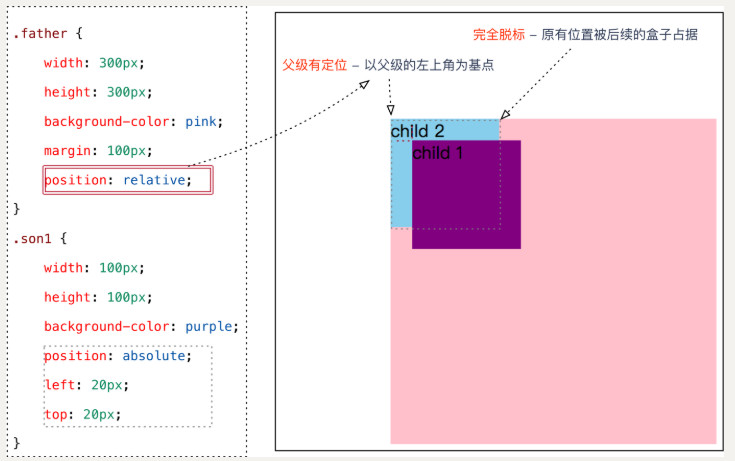 .father {
width: 300px;
height: 300px;
background-color: pink;
margin: 100px;
position: relative;
}
.son1 {
width: 100px;
height: 100px;
background-color: purple;
position: absolute;
left: 20px;
top: 20px;
}
完全脱标 – 原有位置被后续的盒子占据
父级有定位 – 以父级的左上角为基点
child 2
child 1